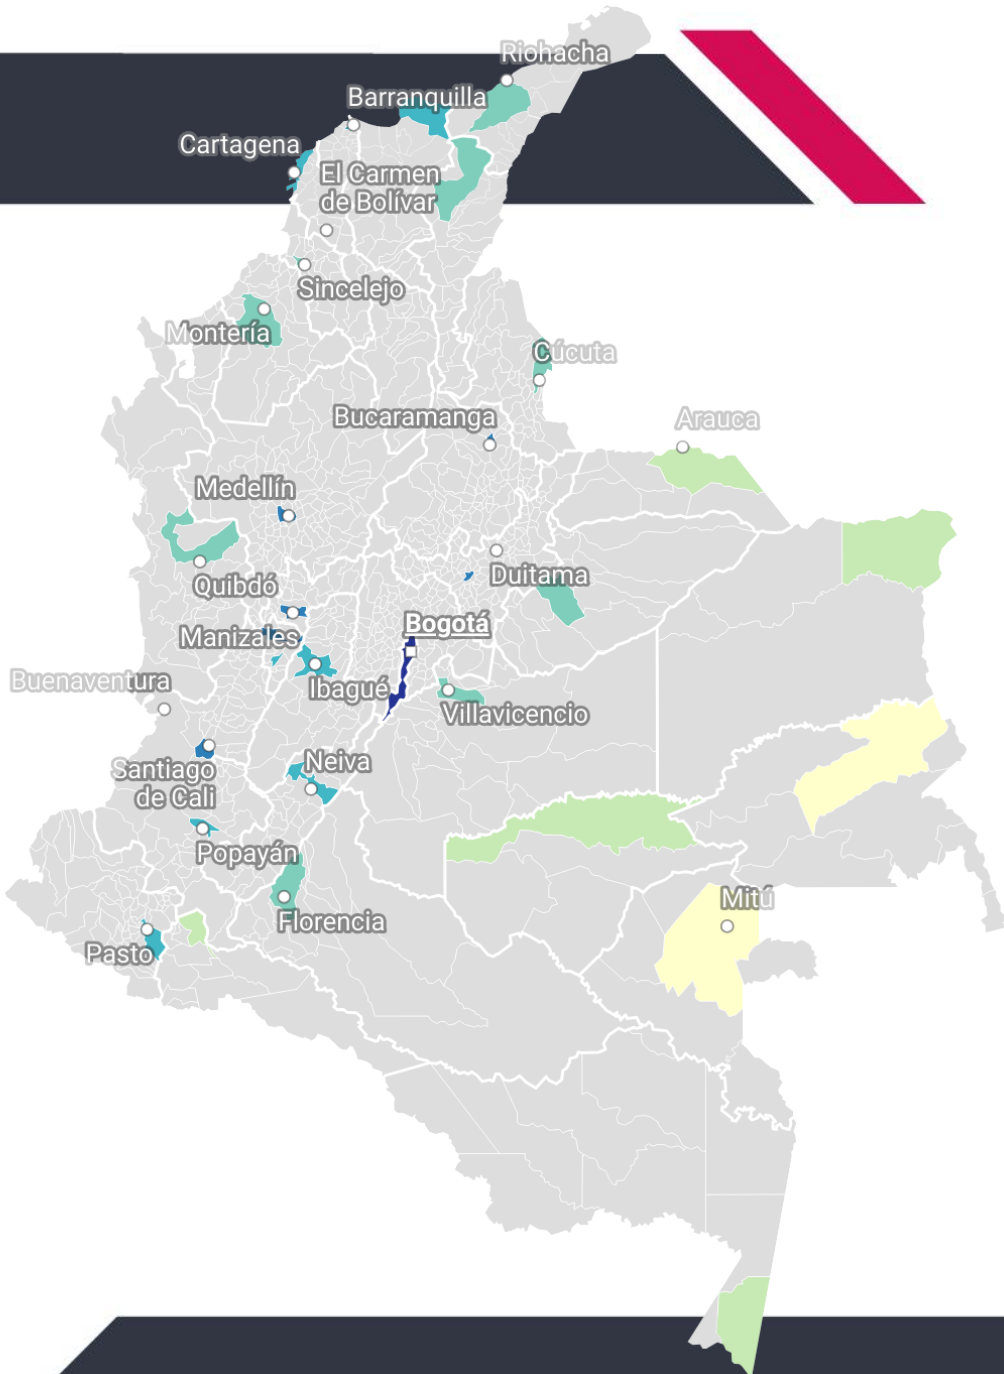 Riohacha
Barranquilla
Cartagena
El Carmen
de Bolívar
Sincelejo
Montería
Cúcuta
Bucaramanga
Arauca
Medellín
Quibdó
Duitama
Manizales
Bogotá
Buenaventura
Ibagué
Villavicencio
Santiago
de Cali
Neiva
Popayán
Mitú
Florencia
Pasto